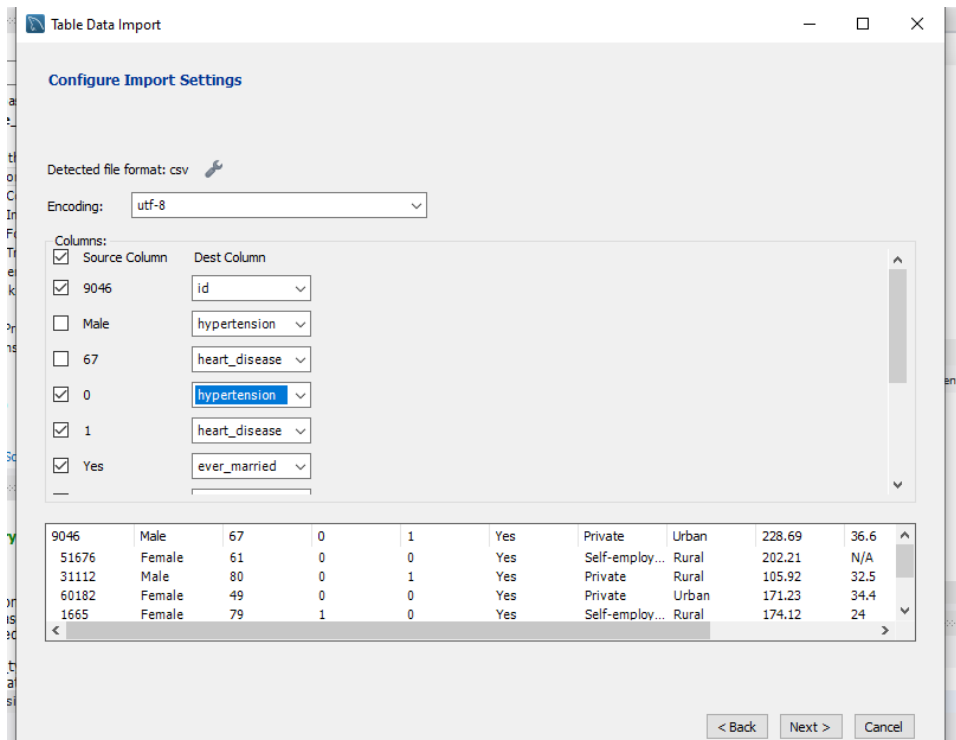 Table Data Import
Configure Import Settings
Detected file format: csv
Encoding: utf-8
Columns:
Source Column Dest Column
9046 id
Male hypertension
67 heart_disease
0 hypertension
1 heart_disease
Yes ever_married
9046 Male 67 0 1 Yes Private Urban 228.69 36.6
51676 Female 61 0 0 Yes Self-employ... Rural 202.21 N/A
31112 Male 80 0 1 Yes Private Rural 105.92 32.5
60182 Female 49 0 0 Yes Private Urban 171.23 34.4
1665 Female 79 1 0 Yes Self-employ... Rural 174.12 24
< Back Next > Cancel